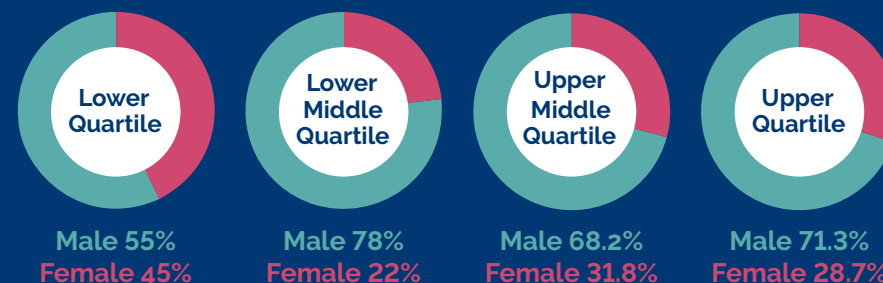 Lower
Quartile
Male 55%
Female 45%
Lower
Middle
Quartile
Male 78%
Female 22%
Upper
Middle
Quartile
Male 68.2%
Female 31.8%
Upper
Quartile
Male 71.3%
Female 28.7%